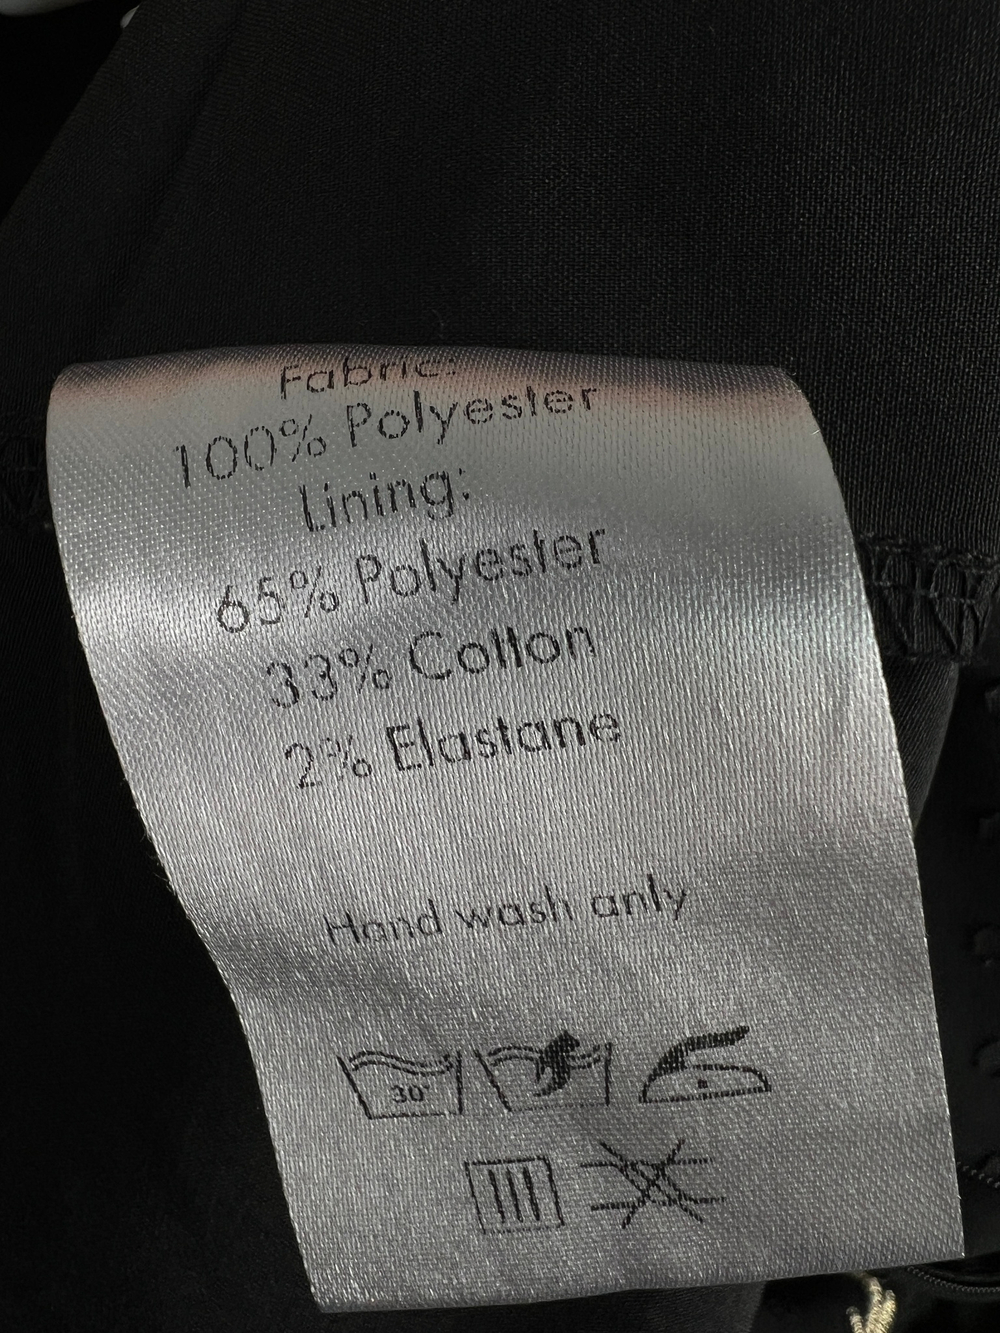 Fabric:
100% Polyester
Lining:
65% Polyester
33% Cotton
2% Elastane
Hand wash only
30°